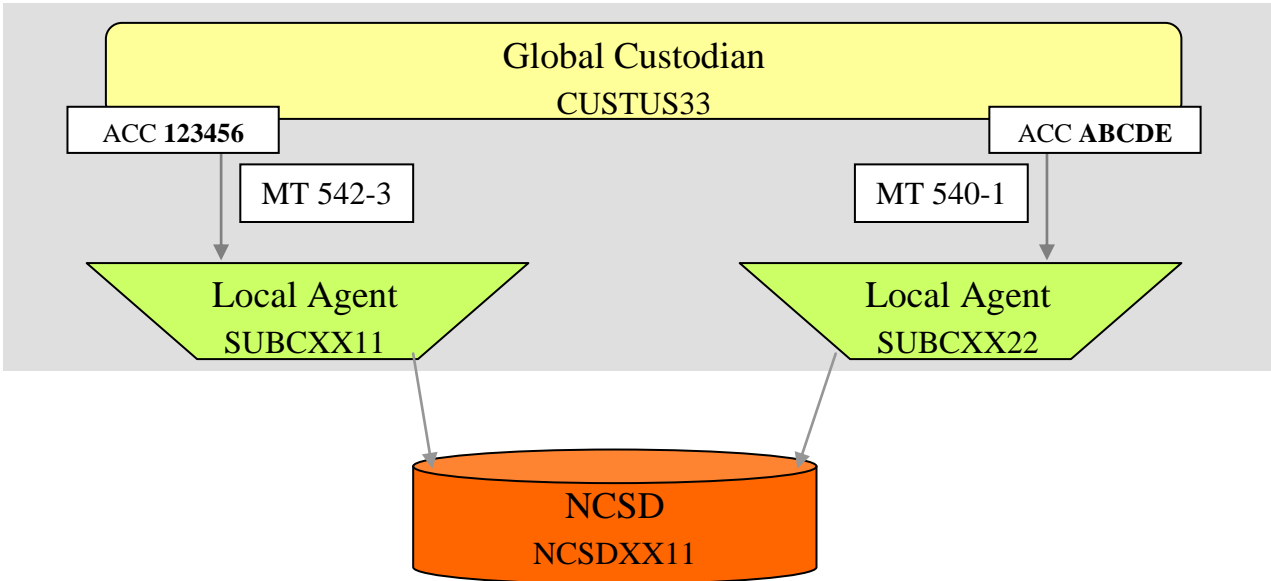 Global Custodian
CUSTUS33
ACC 123456
ACC ABCDE
MT 542-3
MT 540-1
Local Agent
SUBCXX11
Local Agent
SUBCXX22
NCSD
NCSDXX11